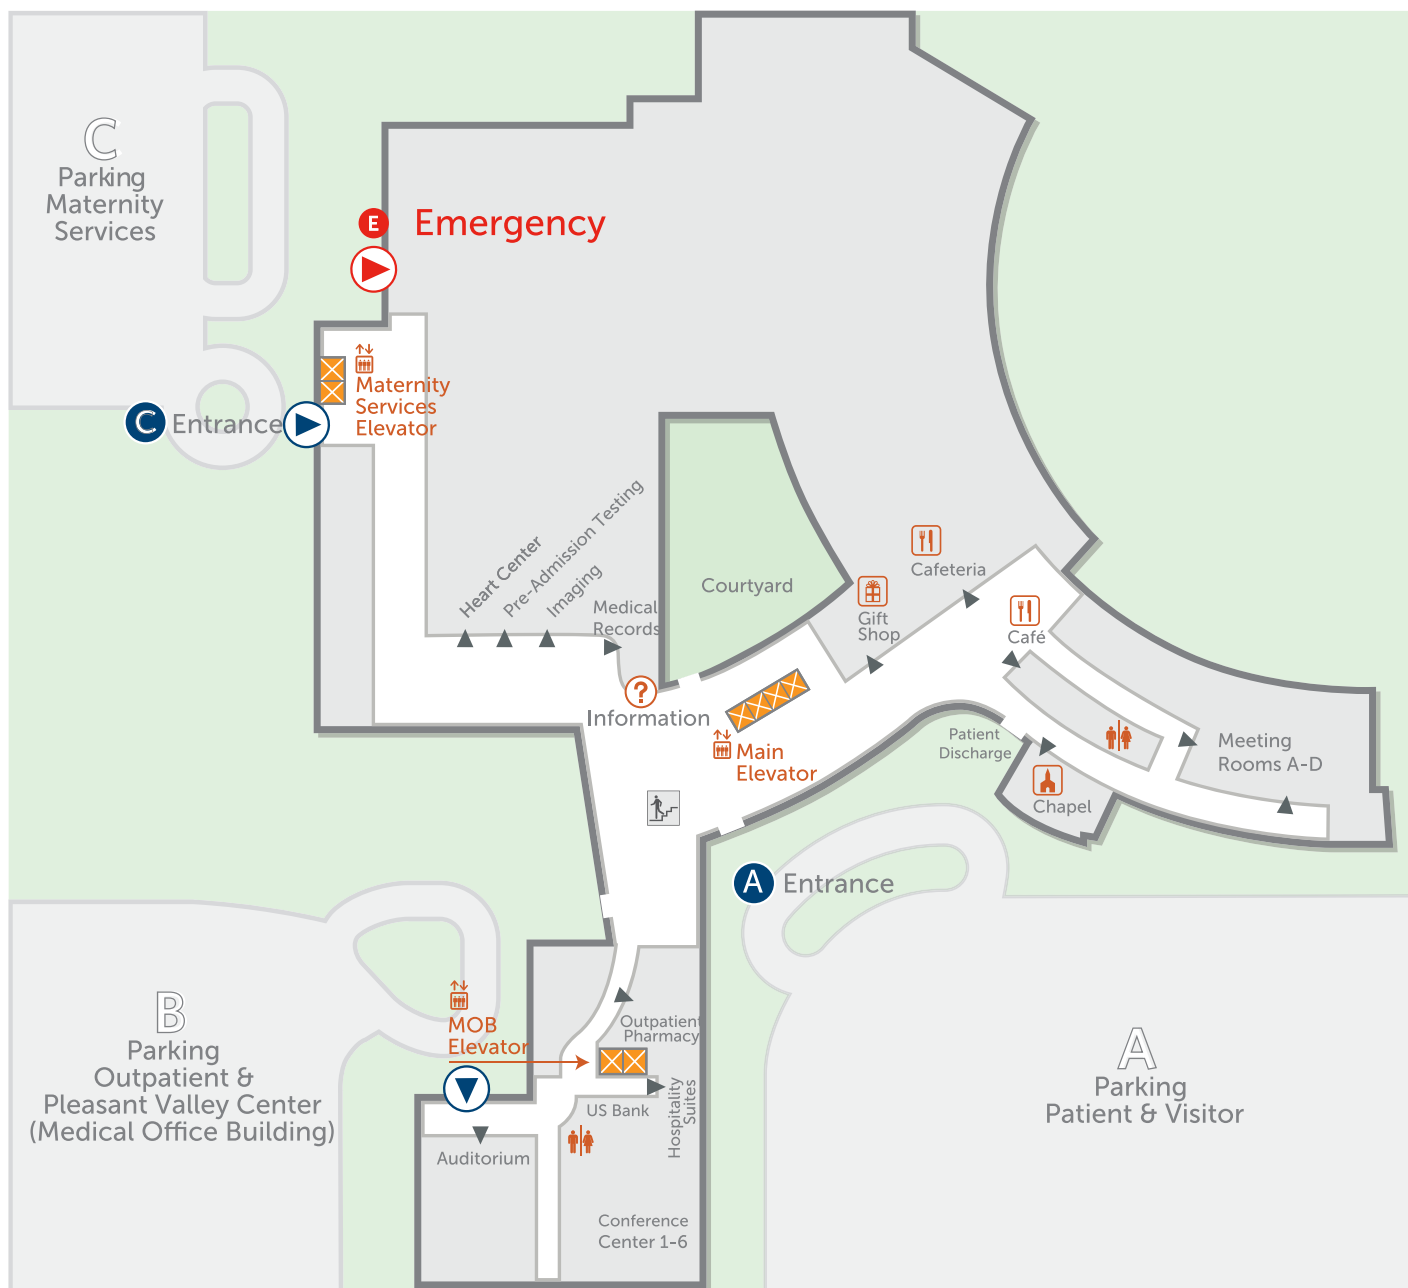 C
Parking
Maternity
Services
E
Emergency
Maternity
Services
Elevator
C
Entrance
Heart Center
Pre-Admission Testing
Imaging
Medical
Records
Courtyard
Cafeteria
Gift
Shop
Café
?
Information
Main
Elevator
Patient
Discharge
Meeting
Rooms A-D
Chapel
A
Entrance
B
Parking
Outpatient &
Pleasant Valley Center
(Medical Office Building)
MOB
Elevator
Outpatient
Pharmacy
US Bank
Hospitality
Suites
Auditorium
Conference
Center 1-6
A
Parking
Patient & Visitor